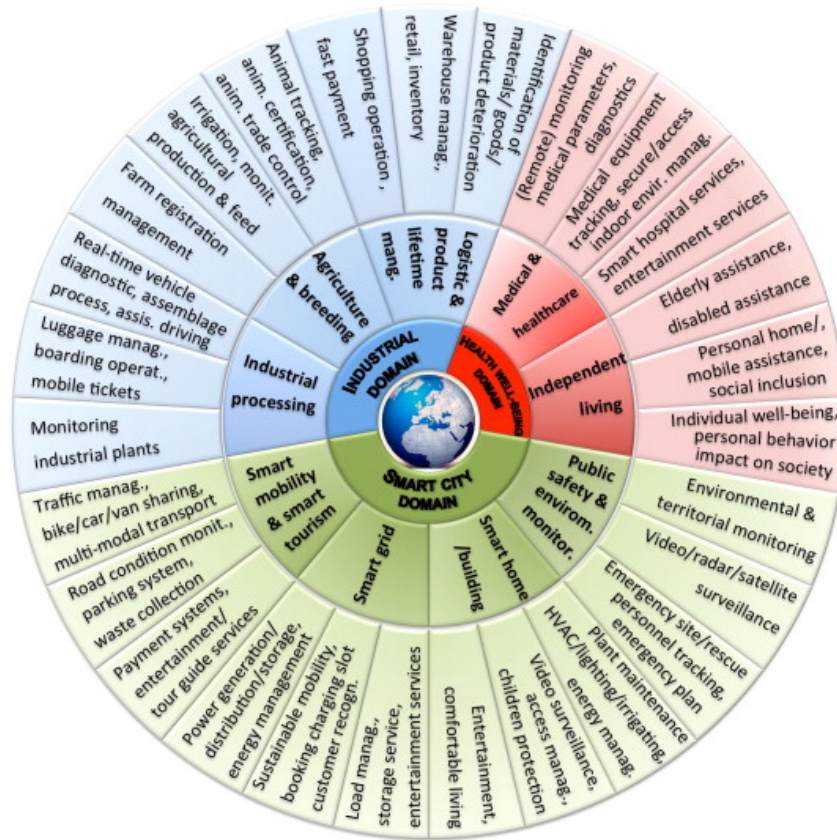 INDUSTRIAL
DOMAIN
HEALTH WELL-BEING
DOMAIN
SMART CITY
DOMAIN
Industrial
processing
Agriculture
& breeding
Logistic &
product
lifetime
mang.
Medical &
healthcare
Independent
living
Public
safety &
envirom.
monitor.
Smart home
/building
Smart grid
Smart
mobility
& smart
tourism
Monitoring
industrial plants
Luggage manag.,
boarding operat.,
mobile tickets
Real-time vehicle
diagnostic, assemblage
process, assis. driving
Farm registration
management
Irrigation, monit.
agricultural
production & feed
Animal tracking,
anim. certification,
anim. trade control
Shopping operation ,
fast payment
Warehouse manag.,
retail, inventory
Identification of
materials/ goods/
product deterioration
(Remote) monitoring
medical parameters,
diagnostics
Medical equipment
tracking, secure/access
indoor envir. manag.
Smart hospital services,
entertainment services
Elderly assistance,
disabled assistance
Personal home/,
mobile assistance,
social inclusion
Individual well-being,
personal behavior
impact on society
Environmental &
territorial monitoring
Video/radar/satellite
surveillance
Emergency site/rescue
personnel tracking,
emergency plan
Plant maintenance
HVAC/lighting/irrigating,
energy manag.
Video surveillance,
access manag.,
children protection
Entertainment,
comfortable living
Load manag.,
storage service,
entertainment services
Sustainable mobility,
booking charging slot
customer recogn.
Power generation/
distribution/storage,
energy management
Payment systems,
entertainment/
tour guide services
Road condition monit.,
parking system,
waste collection
Traffic manag.,
bike/car/van sharing,
multi-modal transport